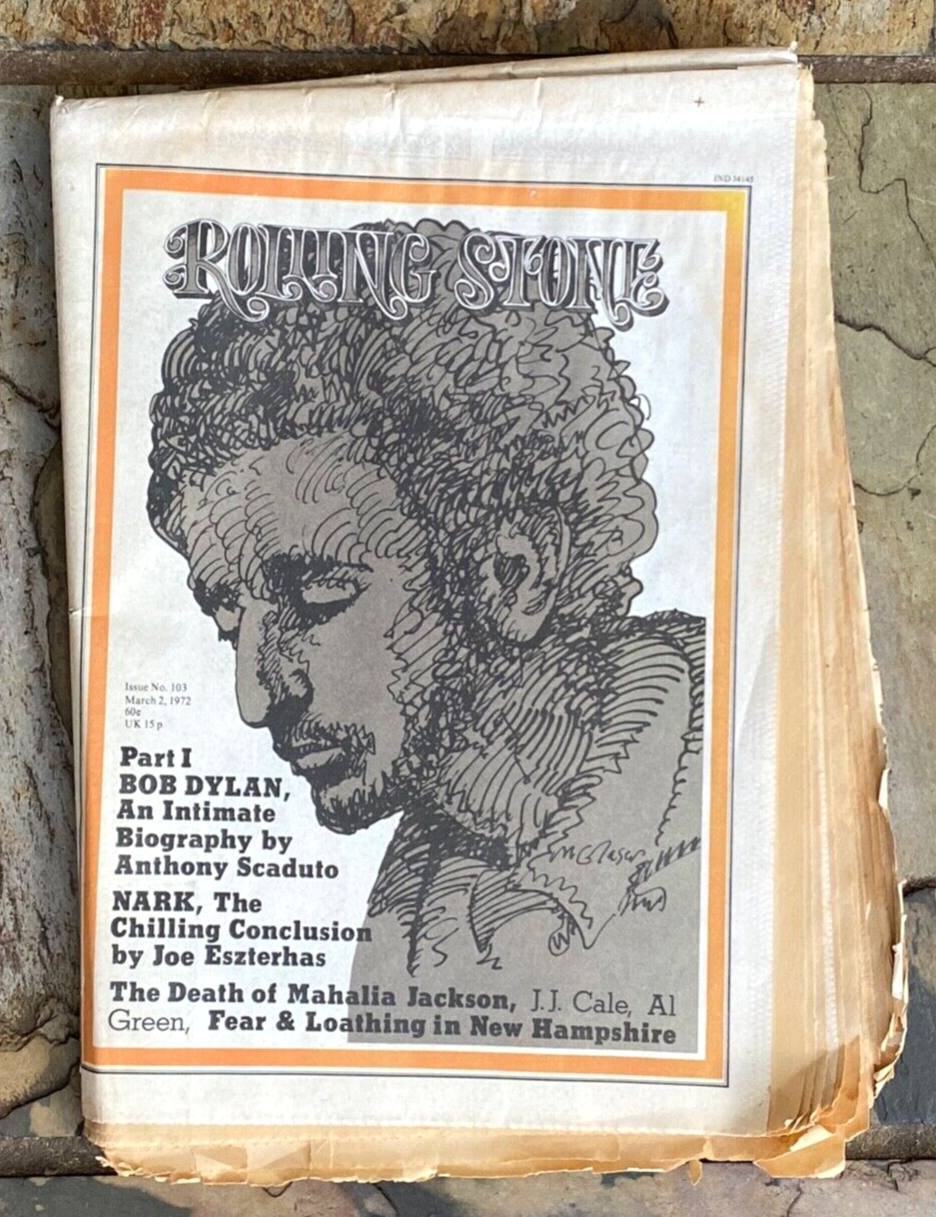 IND 34145
ROLLING STONE
Issue No. 103
March 2, 1972
60¢
UK 15 p
Part I
BOB DYLAN,
An Intimate
Biography by
Anthony Scaduto
NARK, The
Chilling Conclusion
by Joe Eszterhas
The Death of Mahalia Jackson, J.J. Cale, Al
Green, Fear & Loathing in New Hampshire